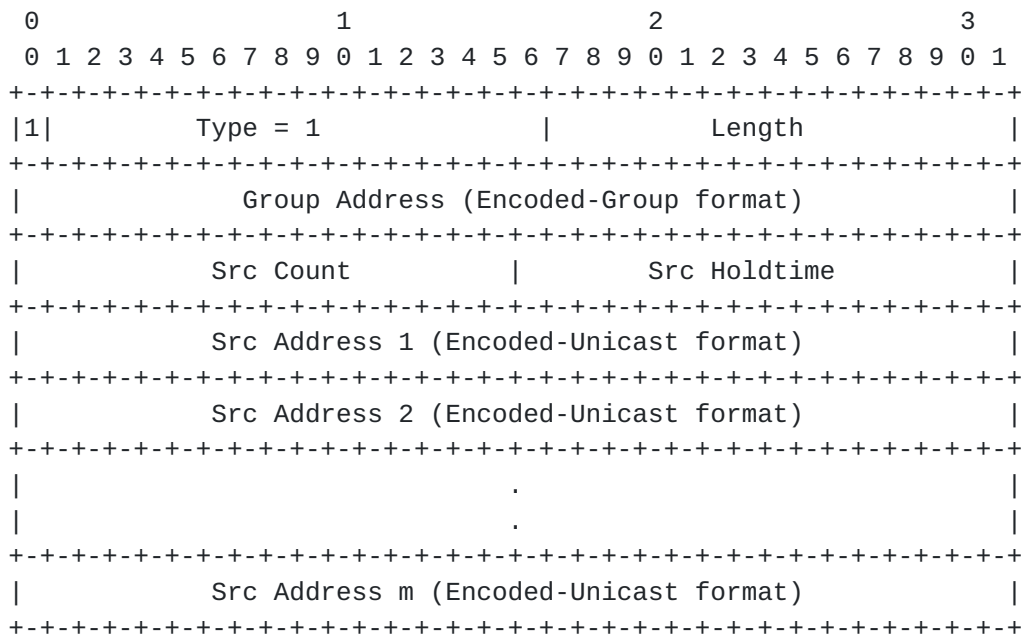 0                   1                   2                   3
 0 1 2 3 4 5 6 7 8 9 0 1 2 3 4 5 6 7 8 9 0 1 2 3 4 5 6 7 8 9 0 1
+-+-+-+-+-+-+-+-+-+-+-+-+-+-+-+-+-+-+-+-+-+-+-+-+-+-+-+-+-+-+-+-+
|1|         Type = 1              |          Length             |
+-+-+-+-+-+-+-+-+-+-+-+-+-+-+-+-+-+-+-+-+-+-+-+-+-+-+-+-+-+-+-+-+
|              Group Address (Encoded-Group format)             |
+-+-+-+-+-+-+-+-+-+-+-+-+-+-+-+-+-+-+-+-+-+-+-+-+-+-+-+-+-+-+-+-+
|            Src Count          |        Src Holdtime           |
+-+-+-+-+-+-+-+-+-+-+-+-+-+-+-+-+-+-+-+-+-+-+-+-+-+-+-+-+-+-+-+-+
|            Src Address 1 (Encoded-Unicast format)             |
+-+-+-+-+-+-+-+-+-+-+-+-+-+-+-+-+-+-+-+-+-+-+-+-+-+-+-+-+-+-+-+-+
|            Src Address 2 (Encoded-Unicast format)             |
+-+-+-+-+-+-+-+-+-+-+-+-+-+-+-+-+-+-+-+-+-+-+-+-+-+-+-+-+-+-+-+-+
|                               .                               |
|                               .                               |
+-+-+-+-+-+-+-+-+-+-+-+-+-+-+-+-+-+-+-+-+-+-+-+-+-+-+-+-+-+-+-+-+
|            Src Address m (Encoded-Unicast format)             |
+-+-+-+-+-+-+-+-+-+-+-+-+-+-+-+-+-+-+-+-+-+-+-+-+-+-+-+-+-+-+-+-+